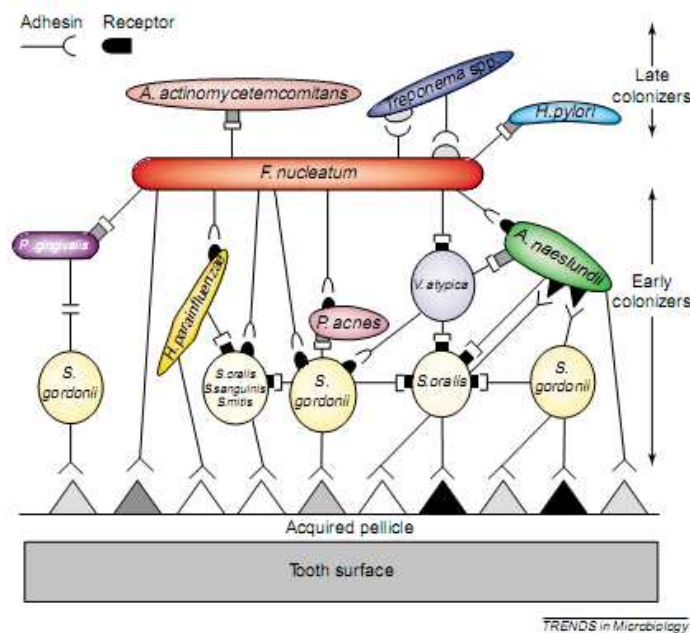 Adhesin
Receptor
A. actinomycetemcomitans
Treponema spp.
H.pylori
Late
colonizers
F. nucleatum
P. gingivalis
H. parainfluenzae
V. atypica
A. naeslundii
P. acnes
Early
colonizers
S.
gordonii
S.oralis
S.sanguinis
S.mitis
S.
gordonii
S.oralis
S.
gordonii
Acquired pellicle
Tooth surface
TRENDS in Microbiology